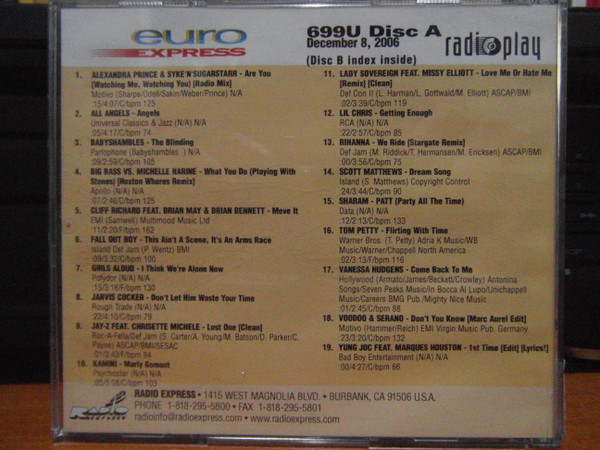 euro
EXPRESS
699U Disc A
December 8, 2006
(Disc B index inside)
radioplay
1. ALEXANDRA PRINCE & SYKE'N'SUGARSTARR - Are You
(Watching Me, Watching You) [Radio Mix]
Motivo (Sharpe/Odell/Sakin/Weber/Prince) N/A
15/4:07/C/bpm 125
2. ALL ANGELS - Angels
Universal Classics & Jazz (N/A) N/A
05/4:17/C/bpm 74
3. BABYSHAMBLES - The Blinding
Parlophone (Babyshambles ) N/A
09/2:59/C/bpm 105
4. BIG BASS VS. MICHELLE NARINE - What You Do (Playing With
Stones) [Hoxton Whores Remix]
Apollo (N/A) N/A
07/2:46/C/bpm 125
5. CLIFF RICHARD FEAT. BRIAN MAY & BRIAN BENNETT - Move It
EMI (Samwell) Multimood Music Ltd
11/2:20/F/bpm 162
6. FALL OUT BOY - This Ain't A Scene, It's An Arms Race
Island Def Jam (P. Wentz) BMI
09/3:32/C/bpm 100
7. GIRLS ALOUD - I Think We're Alone Now
Polydor (N/A) N/A
15/2:16/F/bpm 130
8. JARVIS COCKER - Don't Let Him Waste Your Time
Rough Trade (N/A) N/A
22/4:10/C/bpm 79
9. JAY-Z FEAT. CHRISETTE MICHELE - Lost One [Clean]
Roc-A-Fella/Def Jam (S. Carter/A. Young/M. Batson/D. Parker/C.
Payne) ASCAP/BMI/SESAC
01/3:43/F/bpm 84
10. KAMINI - Marly Gomont
Psychostar (N/A) N/A
05/5:08/C/bpm 103
11. LADY SOVEREIGN FEAT. MISSY ELLIOTT - Love Me Or Hate Me
[Remix] [Clean]
Def Con II (L. Harman/L. Gottwald/M. Elliott) ASCAP/BMI
02/3:39/C/bpm 119
12. LIL CHRIS - Getting Enough
RCA (N/A) N/A
22/2:57/C/bpm 85
13. RIHANNA - We Ride [Stargate Remix]
Def Jam (M. Riddick/T. Hermansen/M. Ericksen) ASCAP/BMI
00/3:56/C/bpm 75
14. SCOTT MATTHEWS - Dream Song
Island (S. Matthews) Copyright Control
24/3:44/C/bpm 90
15. SHARAM - PATT (Party All The Time)
Data (N/A) N/A
12/2:13/C/bpm 133
16. TOM PETTY - Flirting With Time
Warner Bros. (T. Petty) Adria K Music/WB
Music/Warner/Chappell North America
02/3:13/F/bpm 116
17. VANESSA HUDGENS - Come Back To Me
Hollywood (Armato/James/Beckett/Crowley) Antonina
Songs/Seven Peaks Music/In Bocca Al Lupo/Unichappell
Music/Careers BMG Pub./Mighty Nice Music
01/2:45/C/bpm 88
18. VOODOO & SERANO - Don't You Know [Marc Aurel Edit]
Motivo (Hammer/Reich) EMI Virgin Music Pub. Germany
23/3:20/C/bpm 132
19. YUNG JOC FEAT. MARQUES HOUSTON - 1st Time [Edit] [Lyrics!]
Bad Boy Entertainment (N/A) N/A
00/4:27/C/bpm 66
RADIO EXPRESS
RADIO EXPRESS • 1415 WEST MAGNOLIA BLVD. • BURBANK, CA 91506 U.S.A.
PHONE 1-818-295-5800 • FAX 1-818-295-5801
radioinfo@radioexpress.com • www.radioexpress.com